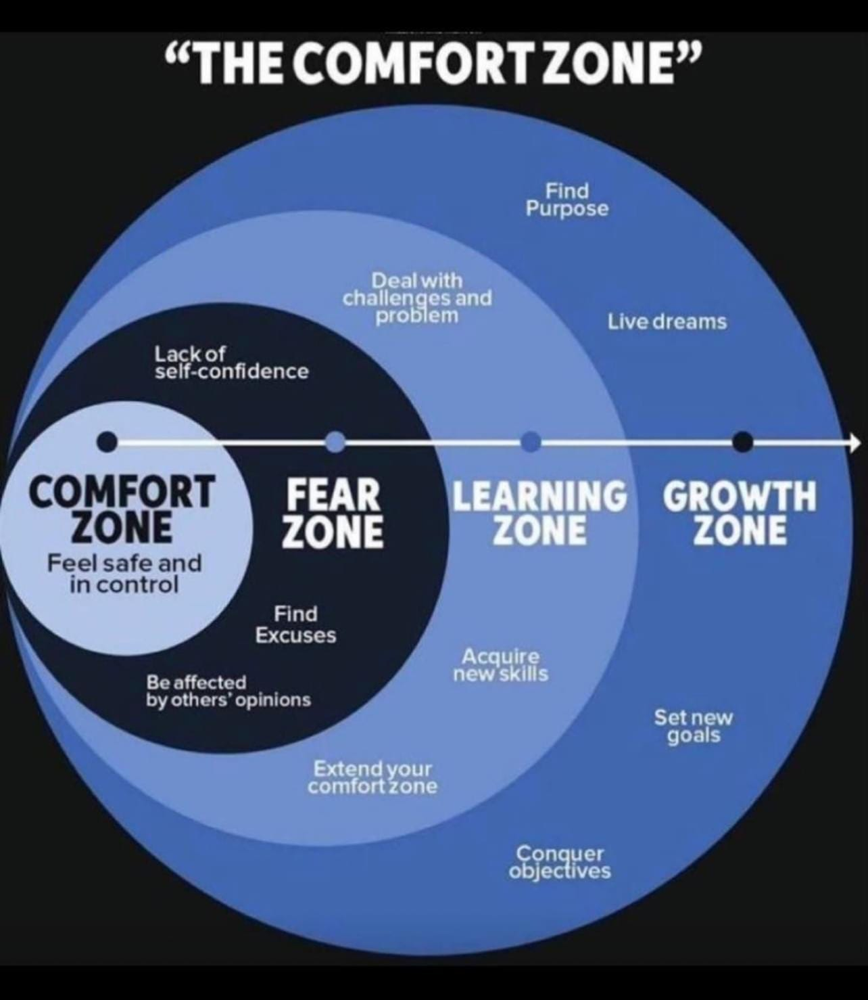 “THE COMFORT ZONE”
Find
Purpose
Deal with
challenges and
problem
Live dreams
Lack of
self-confidence
COMFORT
ZONE
Feel safe and
in control
FEAR
ZONE
LEARNING
ZONE
GROWTH
ZONE
Find
Excuses
Be affected
by others’ opinions
Acquire
new skills
Set new
goals
Extend your
comfort zone
Conquer
objectives